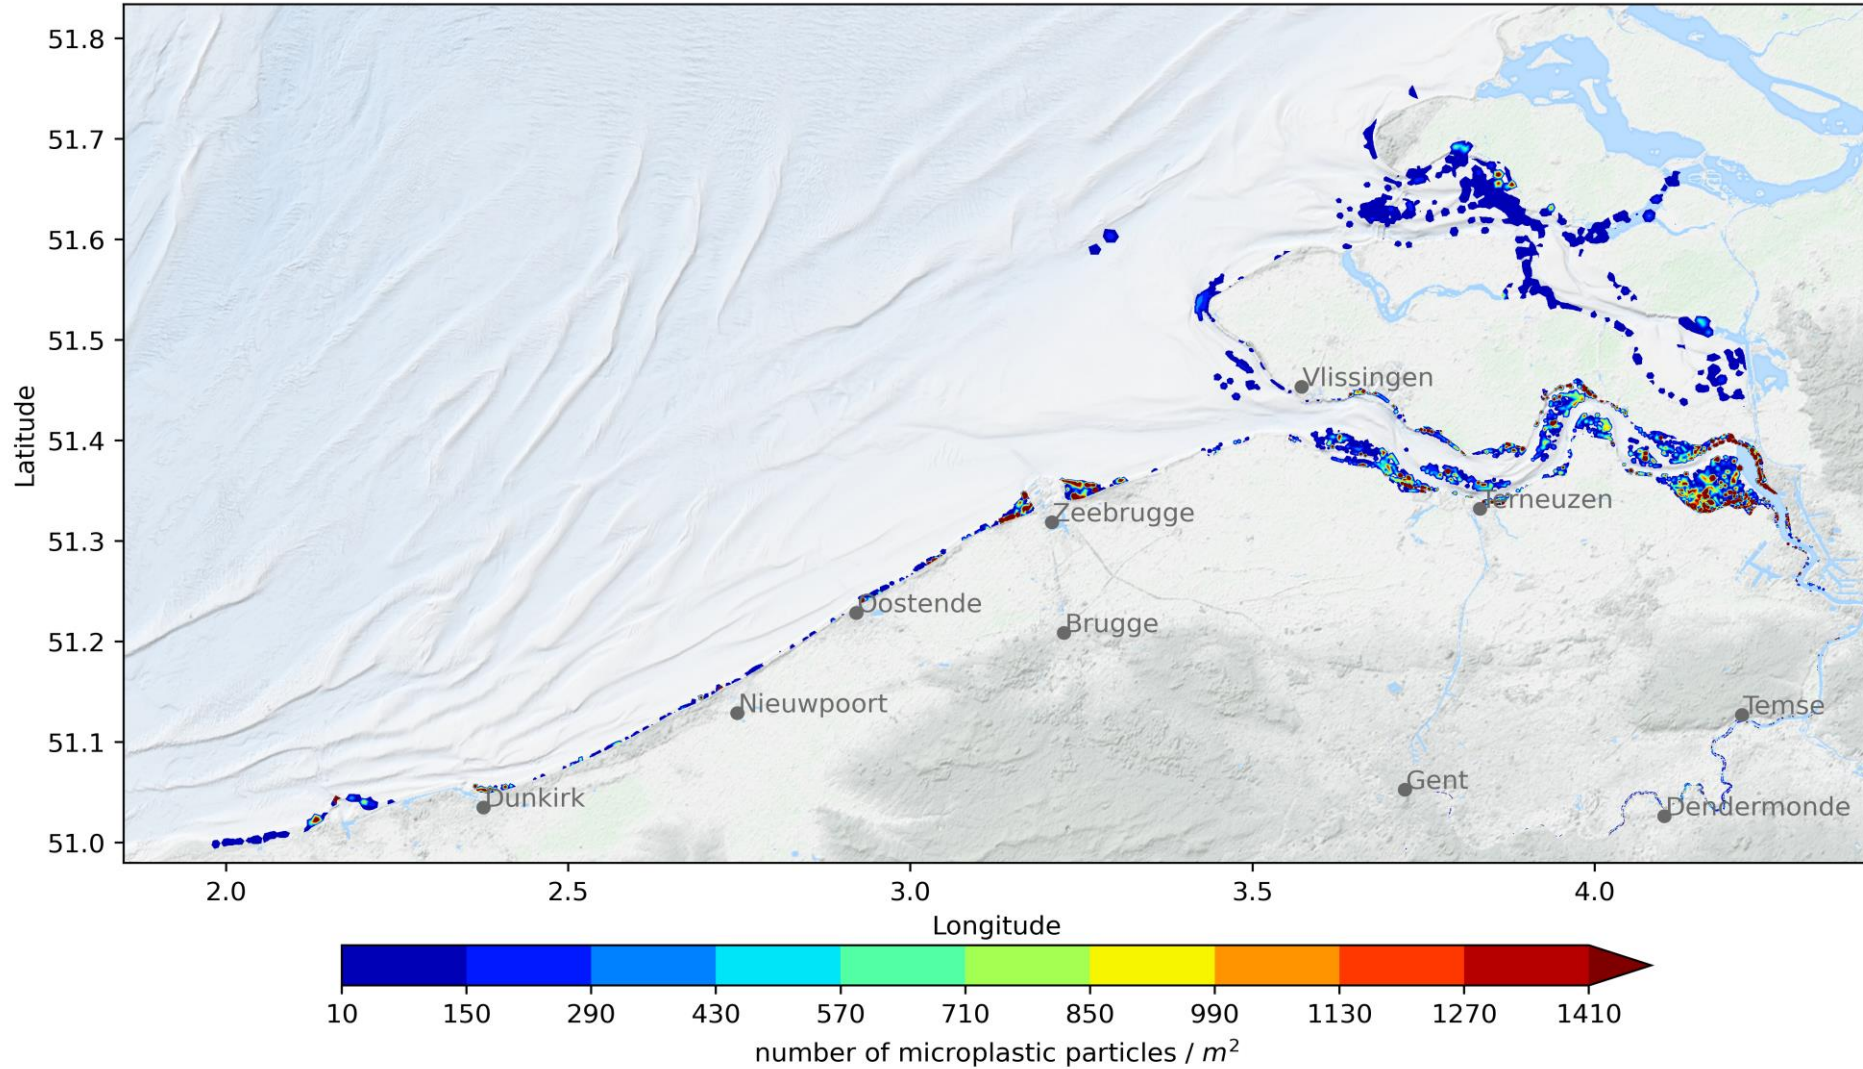 51.8
51.7
51.6
51.5
51.4
51.3
51.2
51.1
51.0
Latitude
Vlissingen
Terneuzen
Zeebrugge
Oostende
Brugge
Nieuwpoort
Temse
Gent
Dunkirk
Dendermonde
2.0 2.5 3.0 3.5 4.0
Longitude
10 150 290 430 570 710 850 990 1130 1270 1410
number of microplastic particles / m²